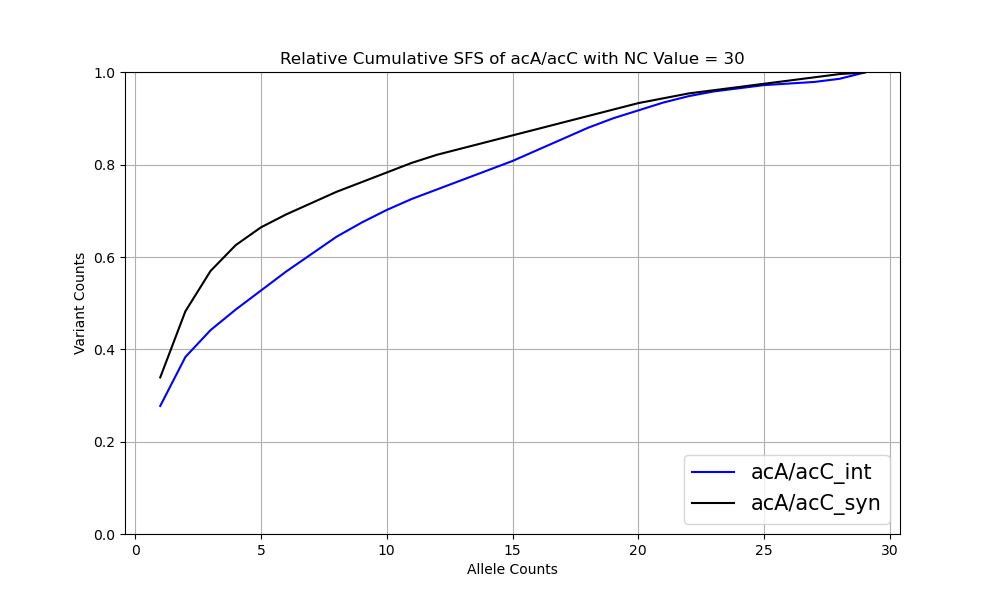 Relative Cumulative SFS of acA/acC with NC Value = 30
1.0
0.8
0.6
0.4
0.2
0.0
Variant Counts
0 5 10 15 20 25 30
Allele Counts
acA/acC_int
acA/acC_syn